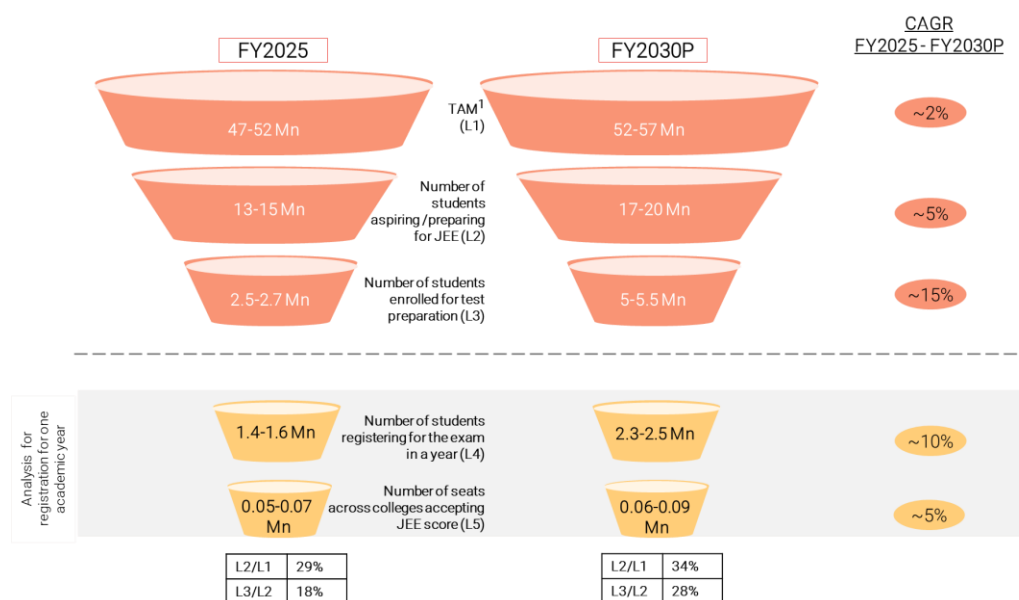 CAGR
FY2025 - FY2030P
FY2025
FY2030P
TAM1
(L1)
47-52 Mn
52-57 Mn
~2%
Number of
students
aspiring / preparing
for JEE (L2)
13-15 Mn
17-20 Mn
~5%
Number of students
enrolled for test
preparation (L3)
2.5-2.7 Mn
5-5.5 Mn
~15%
Analysis for
registration for one
academic year
Number of students
registering for the exam
in a year (L4)
1.4-1.6 Mn
2.3-2.5 Mn
~10%
Number of seats
across colleges accepting
JEE score (L5)
0.05-0.07
Mn
0.06-0.09
Mn
~5%
L2/L1 29%
L3/L2 18%
L2/L1 34%
L3/L2 28%